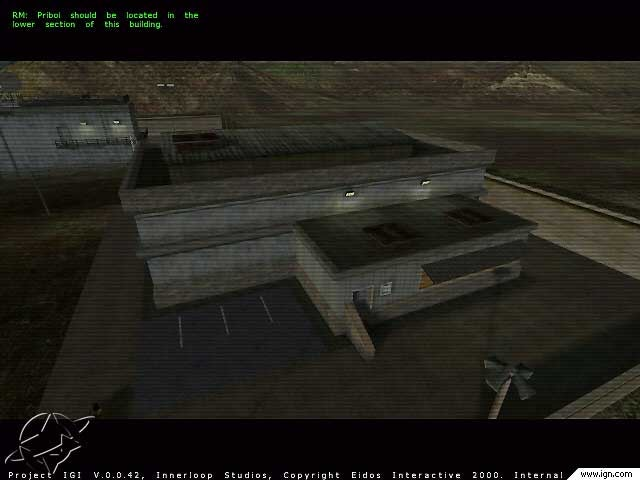 RM: Priboi should be located in the
lower section of this building.
Project IGI V.0.0.42, Innerloop Studios, Copyright Eidos Interactive 2000. Internal
www.ign.com